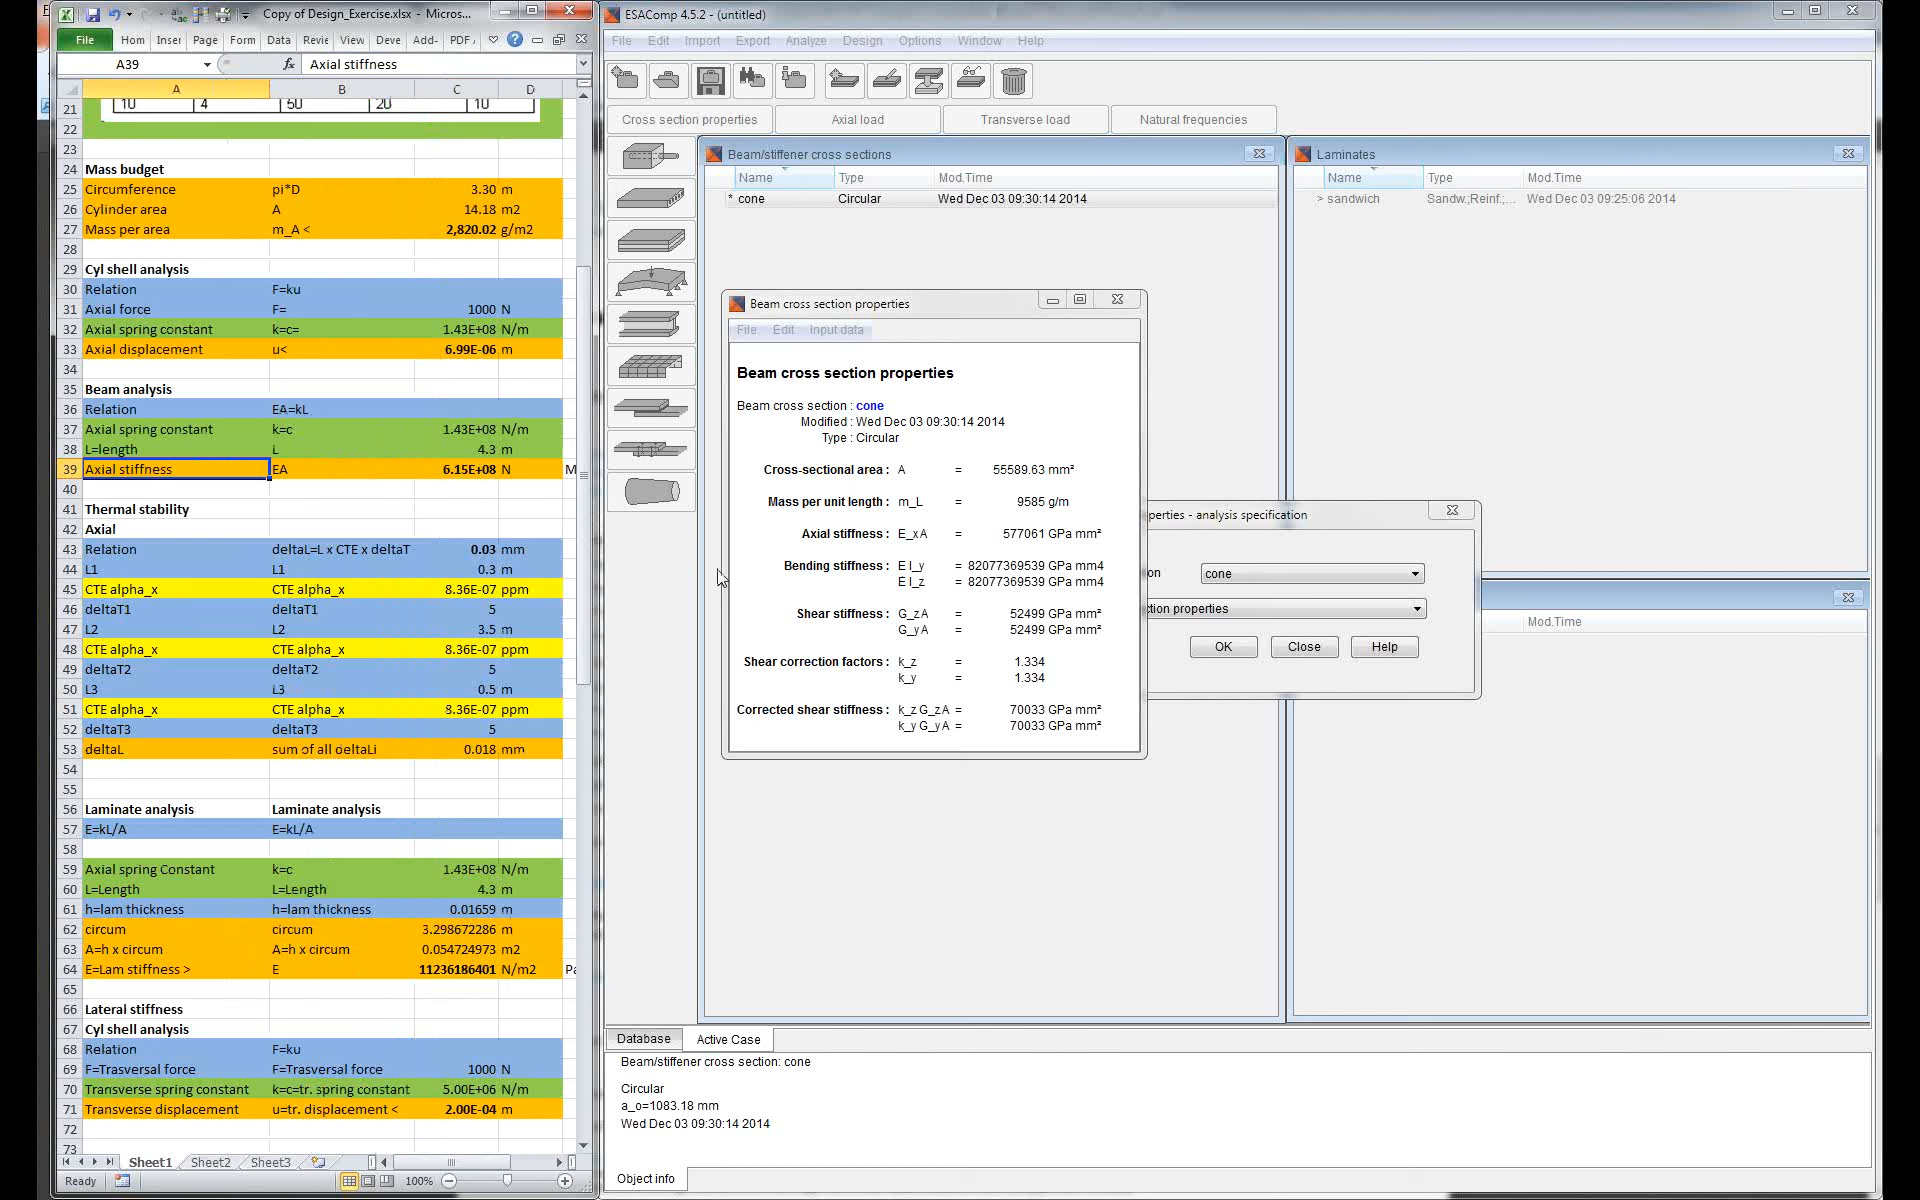 Copy of Design_Exercise.xlsx - Micros...
File Hom Inser Page Form Data Revie View Deve Add- PDF
A39 fx Axial stiffness
A B C D
21 10 4 50 20 10
22
23
24 Mass budget
25 Circumference pi*D 3.30 m
26 Cylinder area A 14.18 m2
27 Mass per area m_A < 2,820.02 g/m2
28
29 Cyl shell analysis
30 Relation F=ku
31 Axial force F= 1000 N
32 Axial spring constant k=c= 1.43E+08 N/m
33 Axial displacement u< 6.99E-06 m
34
35 Beam analysis
36 Relation EA=kL
37 Axial spring constant k=c 1.43E+08 N/m
38 L=length L 4.3 m
39 Axial stiffness EA 6.15E+08 N M
40
41 Thermal stability
42 Axial
43 Relation deltaL=L x CTE x deltaT 0.03 mm
44 L1 L1 0.3 m
45 CTE alpha_x CTE alpha_x 8.36E-07 ppm
46 deltaT1 deltaT1 5
47 L2 L2 3.5 m
48 CTE alpha_x CTE alpha_x 8.36E-07 ppm
49 deltaT2 deltaT2 5
50 L3 L3 0.5 m
51 CTE alpha_x CTE alpha_x 8.36E-07 ppm
52 deltaT3 deltaT3 5
53 deltaL sum of all deltaLi 0.018 mm
54
55
56 Laminate analysis Laminate analysis
57 E=kL/A E=kL/A
58
59 Axial spring Constant k=c 1.43E+08 N/m
60 L=Length L=Length 4.3 m
61 h=lam thickness h=lam thickness 0.01659 m
62 circum circum 3.298672286 m
63 A=h x circum A=h x circum 0.054724973 m2
64 E=Lam stiffness > E 11236186401 N/m2 Pa
65
66 Lateral stiffness
67 Cyl shell analysis
68 Relation F=ku
69 F=Trasversal force F=Trasversal force 1000 N
70 Transverse spring constant k=c=tr. spring constant 5.00E+06 N/m
71 Transverse displacement u=tr. displacement < 2.00E-04 m
72
73
Sheet1 Sheet2 Sheet3
Ready 100%
ESAComp 4.5.2 - (untitled)
File Edit Import Export Analyze Design Options Window Help
Cross section properties Axial load Transverse load Natural frequencies
Beam/stiffener cross sections
Name Type Mod.Time
* cone Circular Wed Dec 03 09:30:14 2014
Laminates
Name Type Mod.Time
> sandwich Sandw.;Reinf.;... Wed Dec 03 09:25:06 2014
Beam cross section properties
File Edit Input data
Beam cross section properties
Beam cross section : cone
Modified : Wed Dec 03 09:30:14 2014
Type : Circular
Cross-sectional area : A = 55589.63 mm²
Mass per unit length : m_L = 9585 g/m
Axial stiffness : E_xA = 577061 GPa mm²
Bending stiffness : E I_y = 82077369539 GPa mm4
E I_z = 82077369539 GPa mm4
Shear stiffness : G_zA = 52499 GPa mm²
G_yA = 52499 GPa mm²
Shear correction factors : k_z = 1.334
k_y = 1.334
Corrected shear stiffness : k_z G_zA = 70033 GPa mm²
k_y G_yA = 70033 GPa mm²
perties - analysis specification
on cone
ction properties
OK Close Help
Mod.Time
Database Active Case
Beam/stiffener cross section: cone
Circular
a_o=1083.18 mm
Wed Dec 03 09:30:14 2014
Object info